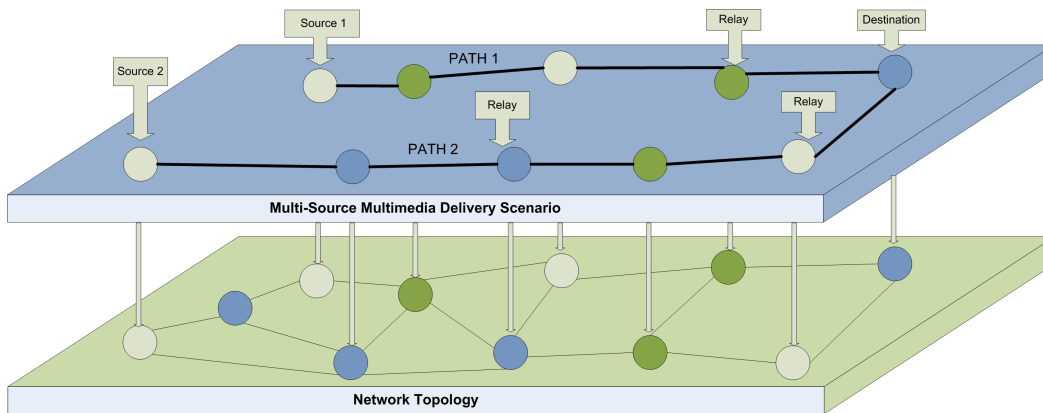 Source 1
Relay
Destination
Source 2
PATH 1
Relay
Relay
PATH 2
Multi-Source Multimedia Delivery Scenario
Network Topology